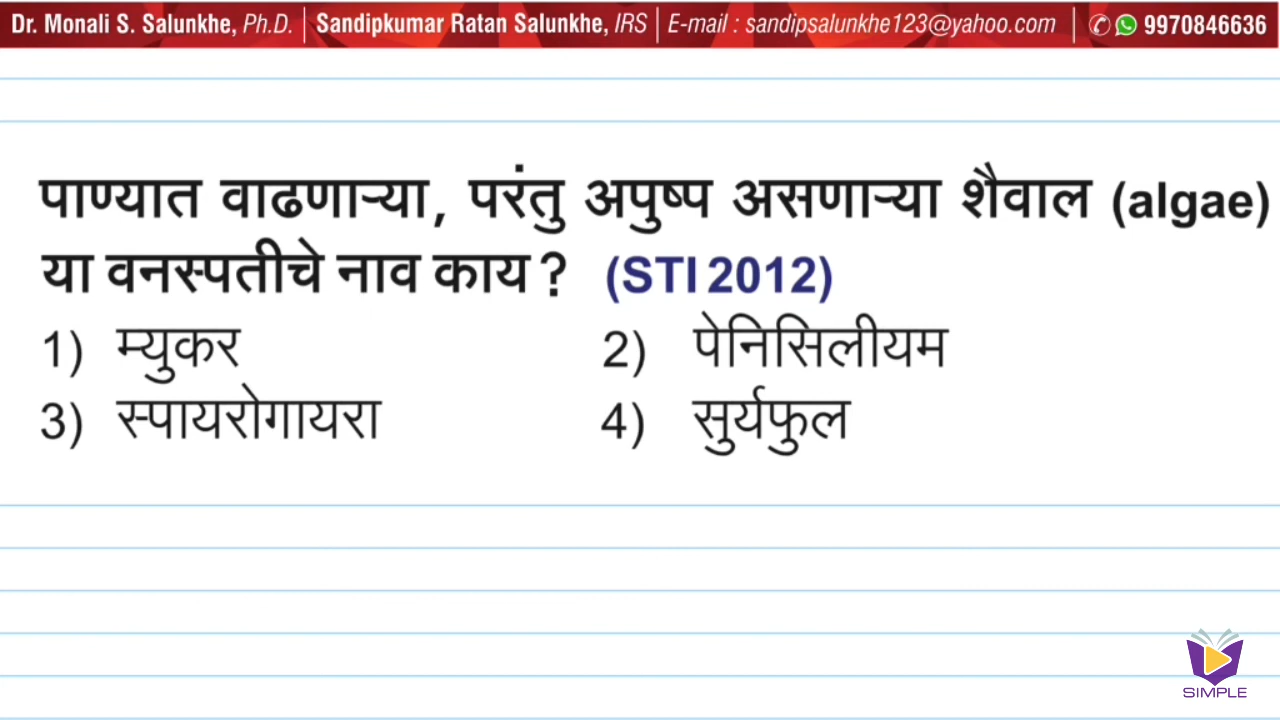 Dr. Monali S. Salunkhe, Ph.D. | Sandipkumar Ratan Salunkhe, IRS | E-mail : sandipsalunkhe123@yahoo.com | 9970846636
पाण्यात वाढणाऱ्या, परंतु अपुष्प असणाऱ्या शैवाल (algae)
या वनस्पतीचे नाव काय ? (STI 2012)
1) म्युकर 2) पेनिसिलीयम
3) स्पायरोगायरा 4) सुर्यफुल
SIMPLE